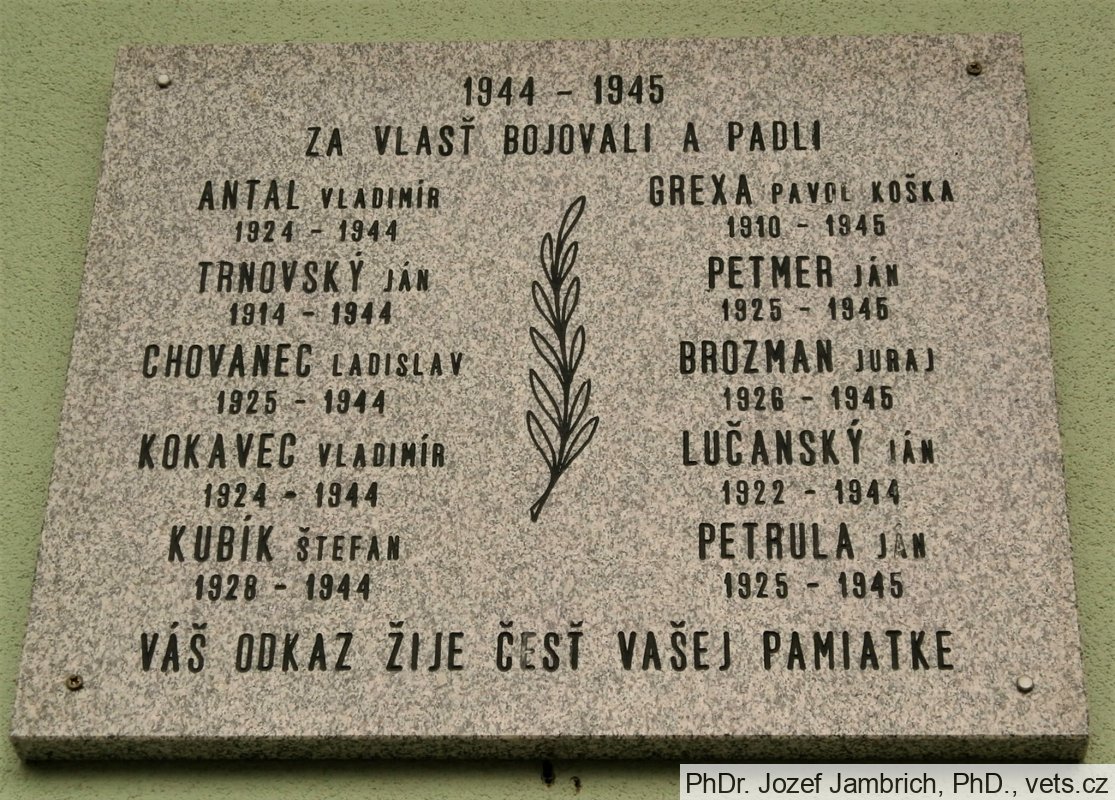 1944 - 1945
ZA VLASŤ BOJOVALI A PADLI
ANTAL VLADIMÍR
1924 - 1944
TRNOVSKÝ JÁN
1914 - 1944
CHOVANEC LADISLAV
1925 - 1944
KOKAVEC VLADIMÍR
1924 - 1944
KUBÍK ŠTEFAN
1928 - 1944
GREXA PAVOL KOŠKA
1910 - 1945
PETMER JÁN
1925 - 1945
BROZMAN JURAJ
1926 - 1945
LUČANSKÝ JÁN
1922 - 1944
PETRULA JÁN
1925 - 1945
VÁŠ ODKAZ ŽIJE ČESŤ VAŠEJ PAMIATKE
PhDr. Jozef Jambrich, PhD., vets.cz